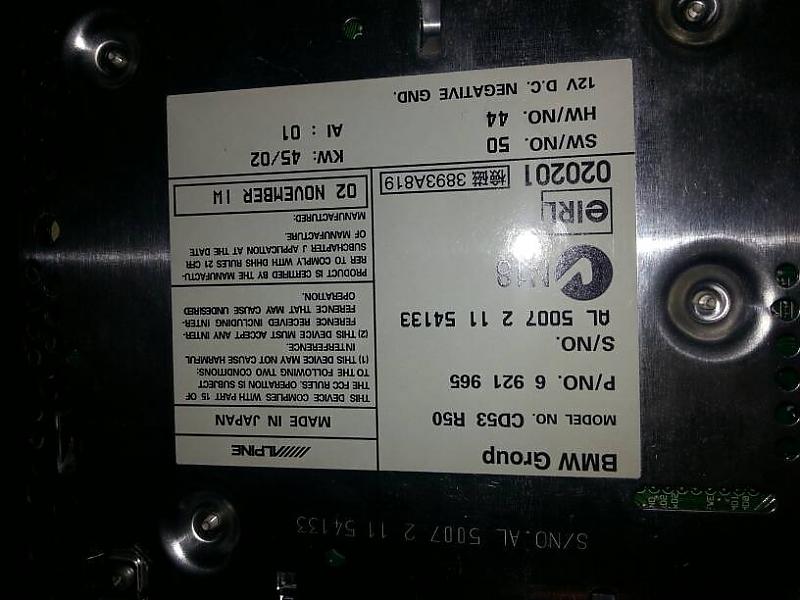 BMW Group
MODEL NO. CD53 R50
P/NO. 6 921 965
S/NO.
AL 5007 2 11 54133
N18
eIRL
020201 檢磁 3893A819
SW/NO. 50
HW/NO. 44
12V D.C. NEGATIVE GND.
ALPINE
MADE IN JAPAN
THIS DEVICE COMPLIES WITH PART 15 OF
THE FCC RULES. OPERATION IS SUBJECT
TO THE FOLLOWING TWO CONDITIONS:
(1) THIS DEVICE MAY NOT CAUSE HARMFUL
INTERFERENCE.
(2) THIS DEVICE MUST ACCEPT ANY INTER-
FERENCE RECEIVED INCLUDING INTER-
FERENCE THAT MAY CAUSE UNDESIRED
OPERATION.
PRODUCT IS CERTIFIED BY THE MANUFACTU-
RER TO COMPLY WITH DHHS RULES 21 CFR
SUBCHAPTER J APPLICATION AT THE DATE
OF MANUFACTURE.
MANUFACTURED:
02 NOVEMBER 1W
KW: 45/02
AI : 01
S/NO.AL 5007 2 11 54133